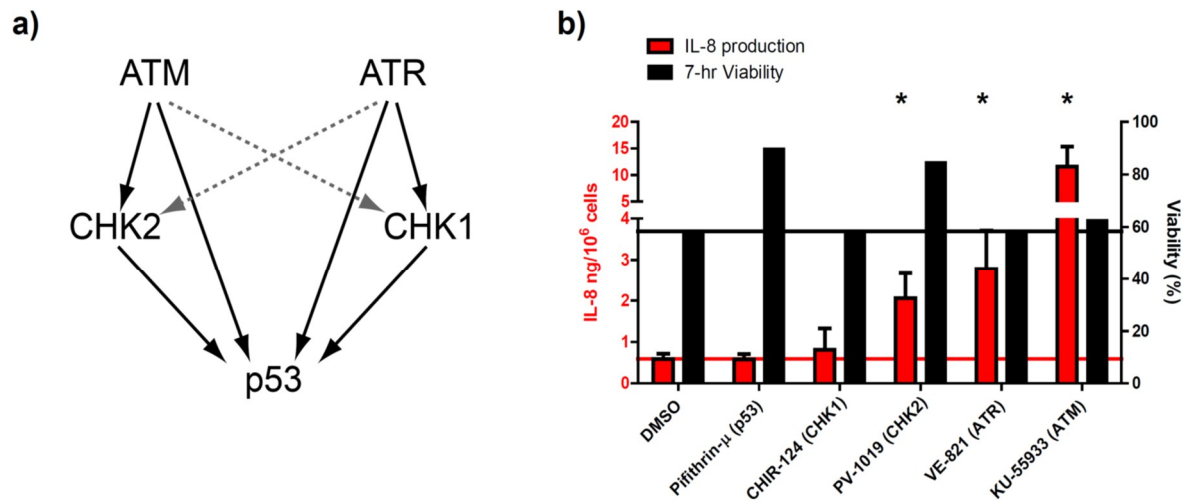 a)
ATM
ATR
CHK2
CHK1
p53
b)
IL-8 production
7-hr Viability
* * *
20
15
10
5
4
3
2
1
0
IL-8 ng/10⁶ cells
100
80
60
40
20
0
Viability (%)
DMSO
Pifithrin-μ (p53)
CHIR-124 (CHK1)
PV-1019 (CHK2)
VE-821 (ATR)
KU-55933 (ATM)